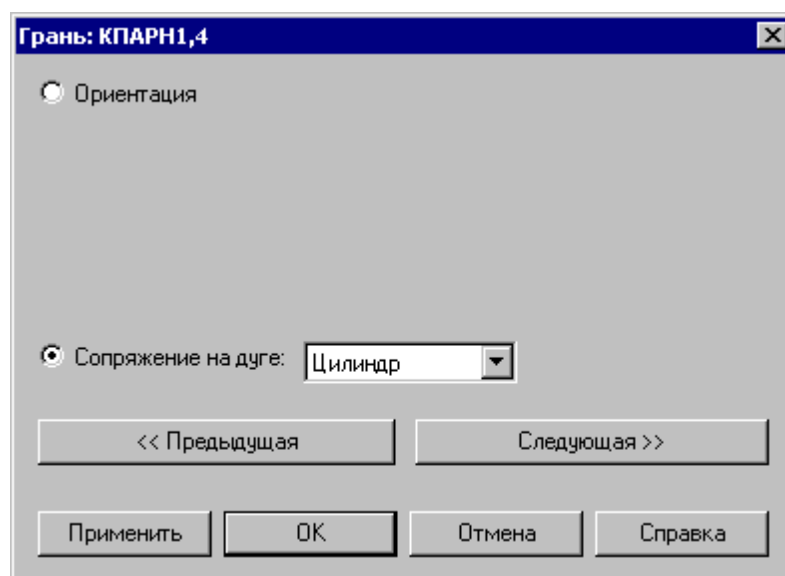 Грань: КПАРН1,4
Ориентация
Сопряжение на дуге: Цилиндр
<< Предыдущая Следующая >>
Применить OK Отмена Справка